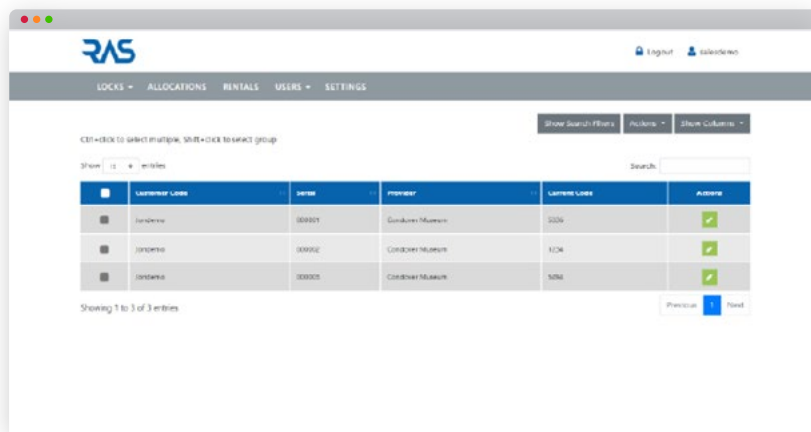 RAS
Logout salesdemo
LOCKS ALLOCATIONS RENTALS USERS SETTINGS
Show Search Filters Actions Show Columns
Ctrl+click to select multiple, Shift+click to select group
Show entries Search:
Customer Code Serial Provider Current Code Actions
000001 Condover Museum
000002 Condover Museum 1234
Condover Museum
Showing 1 to 3 of 3 entries
Previous 1 Next